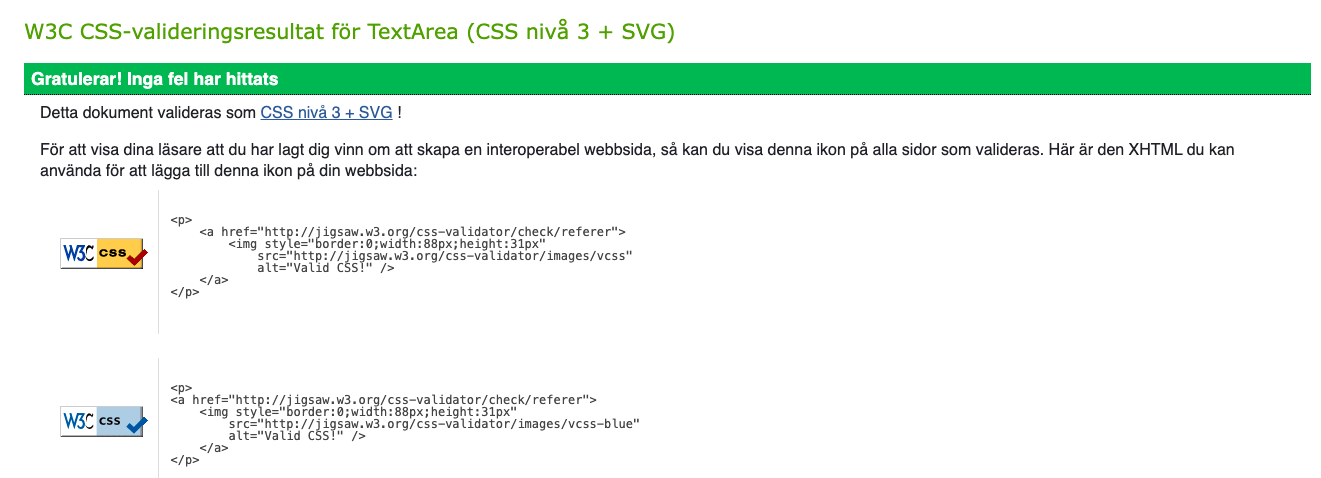 W3C CSS-valideringsresultat för TextArea (CSS nivå 3 + SVG)
Gratulerar! Inga fel har hittats
Detta dokument valideras som CSS nivå 3 + SVG !
För att visa dina läsare att du har lagt dig vinn om att skapa en interoperabel webbsida, så kan du visa denna ikon på alla sidor som valideras. Här är den XHTML du kan
använda för att lägga till denna ikon på din webbsida:
<p>
    <a href="http://jigsaw.w3.org/css-validator/check/referer">
        <img style="border:0;width:88px;height:31px"
W3C css
            src="http://jigsaw.w3.org/css-validator/images/vcss"
            alt="Valid CSS!" />
    </a>
</p>
<p>
<a href="http://jigsaw.w3.org/css-validator/check/referer">
    <img style="border:0;width:88px;height:31px"
W3C css
        src="http://jigsaw.w3.org/css-validator/images/vcss-blue"
        alt="Valid CSS!" />
    </a>
</p>